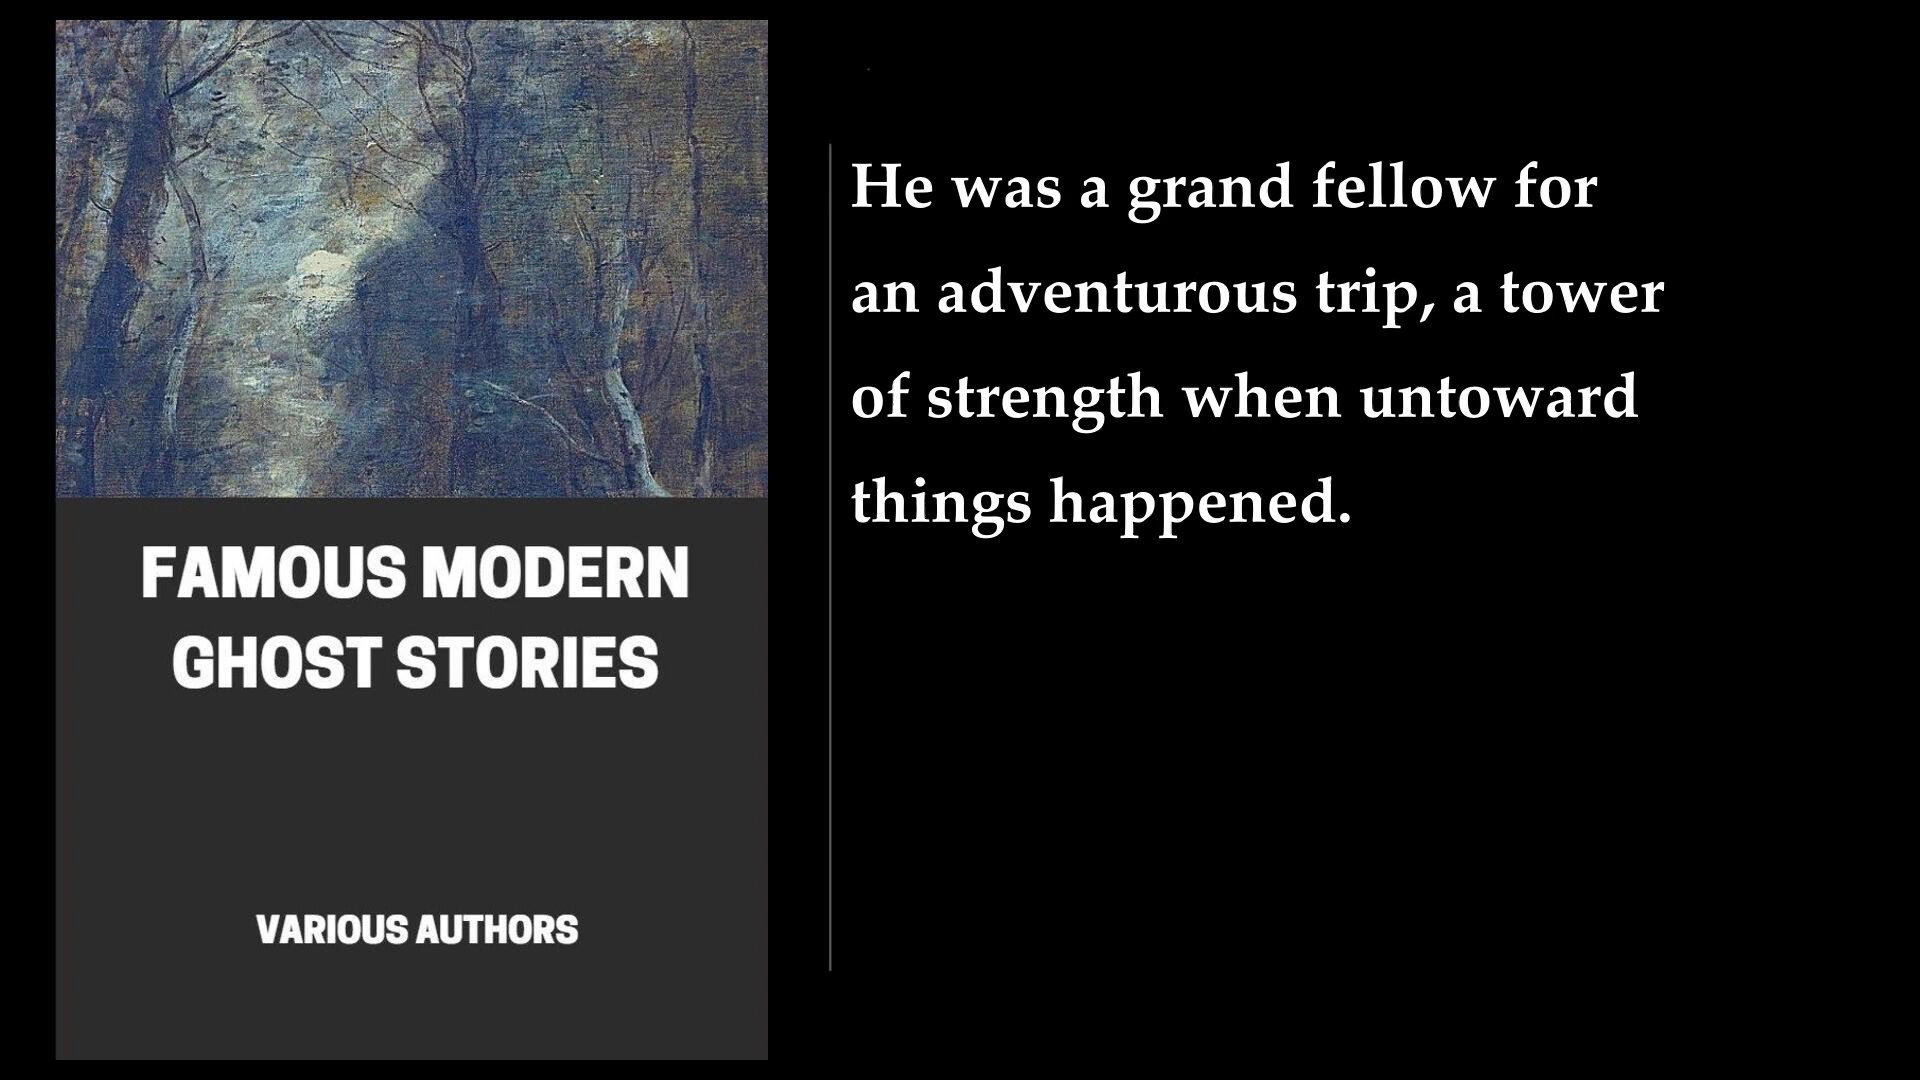 FAMOUS MODERN
GHOST STORIES
VARIOUS AUTHORS
He was a grand fellow for
an adventurous trip, a tower
of strength when untoward
things happened.